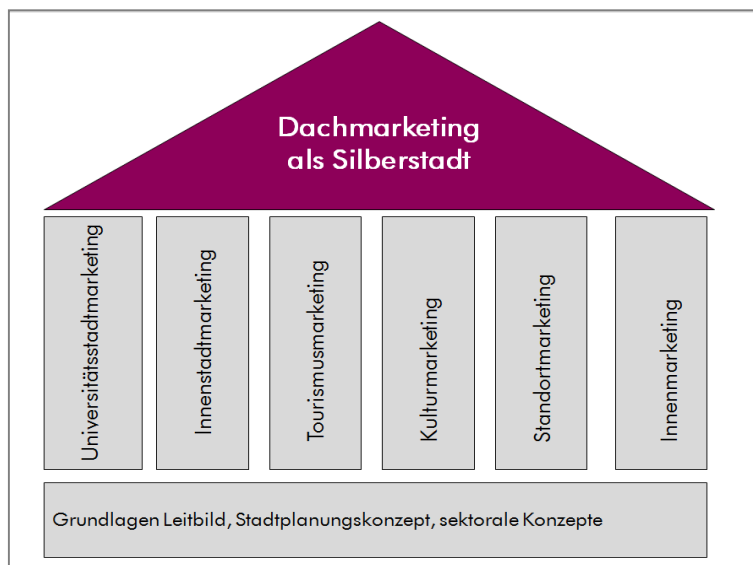 Dachmarketing
als Silberstadt
Universitätsstadtmarketing
Innenstadtmarketing
Tourismusmarketing
Kulturmarketing
Standortmarketing
Innenmarketing
Grundlagen Leitbild, Stadtplanungskonzept, sektorale Konzepte